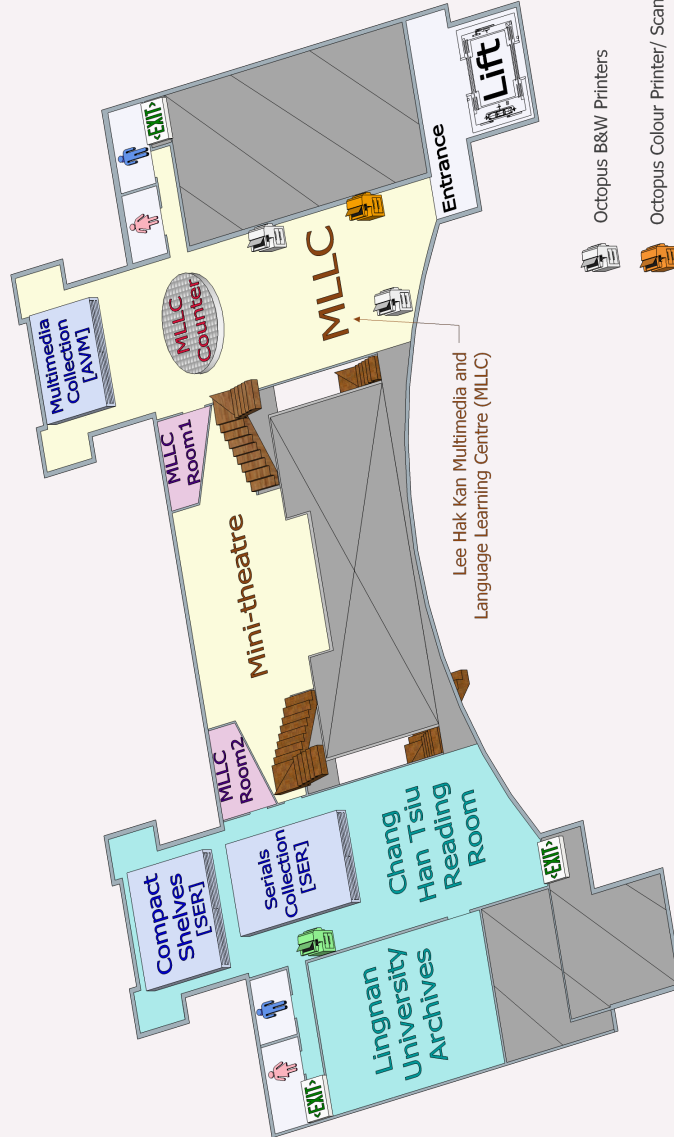 Lift
Entrance
<EXIT>
Octopus B&W Printers
Octopus Colour Printer/ Scan
MLLC
MLLC
Counter
Multimedia
Collection
[AVM]
Lee Hak Kan Multimedia and
Language Learning Centre (MLLC)
MLLC
Room1
Mini-theatre
MLLC
Room2
Compact
Shelves
[SER]
Serials
Collection
[SER]
Chang
Han Tsiu
Reading
Room
<EXIT>
Lingnan
University
Archives
<EXIT>